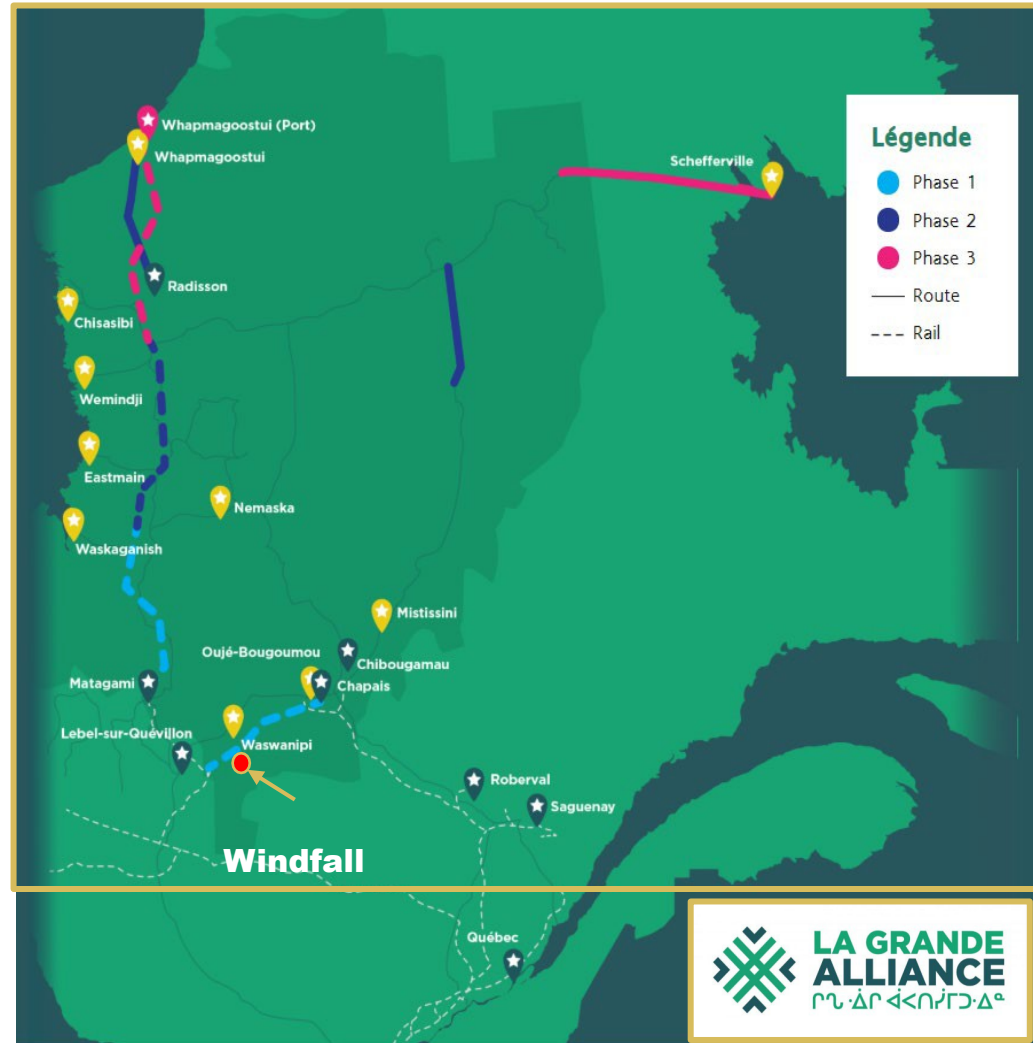 Whapmagoostui (Port)
Whapmagoostui
Schefferville
Légende
Phase 1
Phase 2
Phase 3
Route
Rail
Radisson
Chisasibi
Wemindji
Eastmain
Nemaska
Waskaganish
Mistissini
Oujé-Bougoumou
Chibougamau
Matagami
Chapais
Lebel-sur-Quévillon
Waswanipi
Roberval
Saguenay
Windfall
Québec
LA GRANDE
ALLIANCE